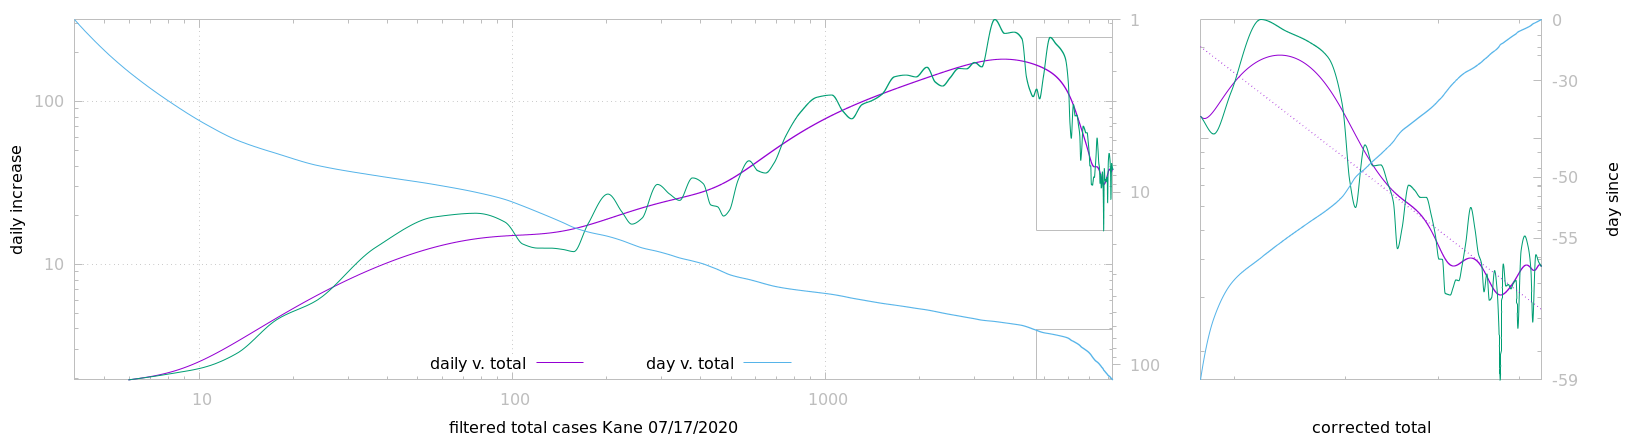 1
0
100
-30
daily increase
10
-50
day since
-55
10
daily v. total
day v. total
100
-59
10
100
1000
filtered total cases Kane 07/17/2020
corrected total